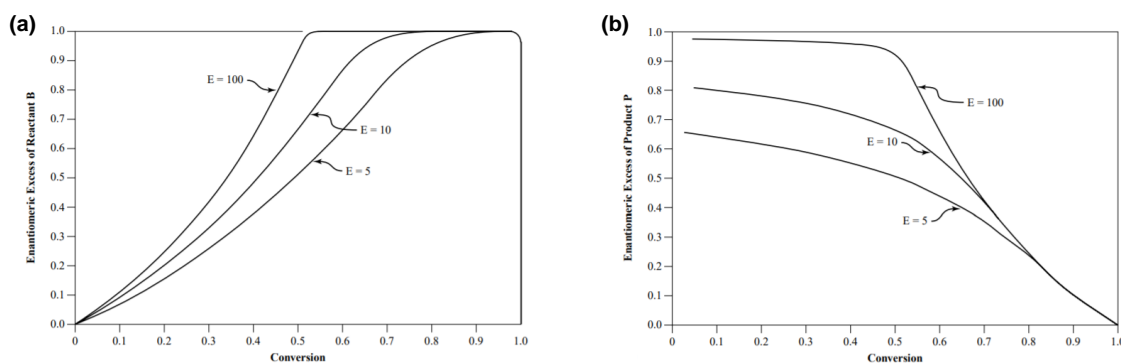 (a)
Enantiomeric Excess of Reactant B
1.0
0.9
0.8
0.7
0.6
0.5
0.4
0.3
0.2
0.1
0.0
E = 100
E = 10
E = 5
0 0.1 0.2 0.3 0.4 0.5 0.6 0.7 0.8 0.9 1.0
Conversion
(b)
Enantiomeric Excess of Product P
1.0
0.9
0.8
0.7
0.6
0.5
0.4
0.3
0.2
0.1
0.0
E = 100
E = 10
E = 5
0 0.1 0.2 0.3 0.4 0.5 0.6 0.7 0.8 0.9 1.0
Conversion